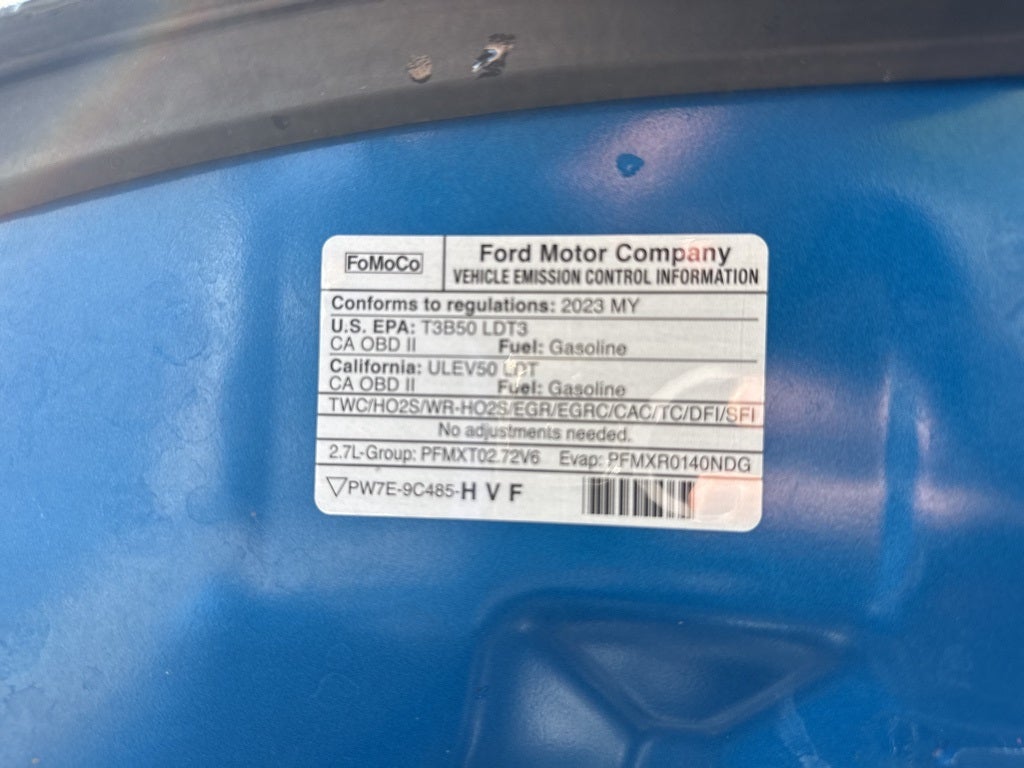 FoMoCo
Ford Motor Company
VEHICLE EMISSION CONTROL INFORMATION
Conforms to regulations: 2023 MY
U.S. EPA: T3B50 LDT3
CA OBD II Fuel: Gasoline
California: ULEV50 LDT
CA OBD II Fuel: Gasoline
TWC/HO2S/WR-HO2S/EGR/EGRC/CAC/TC/DFI/SFI
No adjustments needed.
2.7L-Group: PFMXT02.72V6 Evap: PFMXR0140NDG
▽PW7E-9C485-H V F